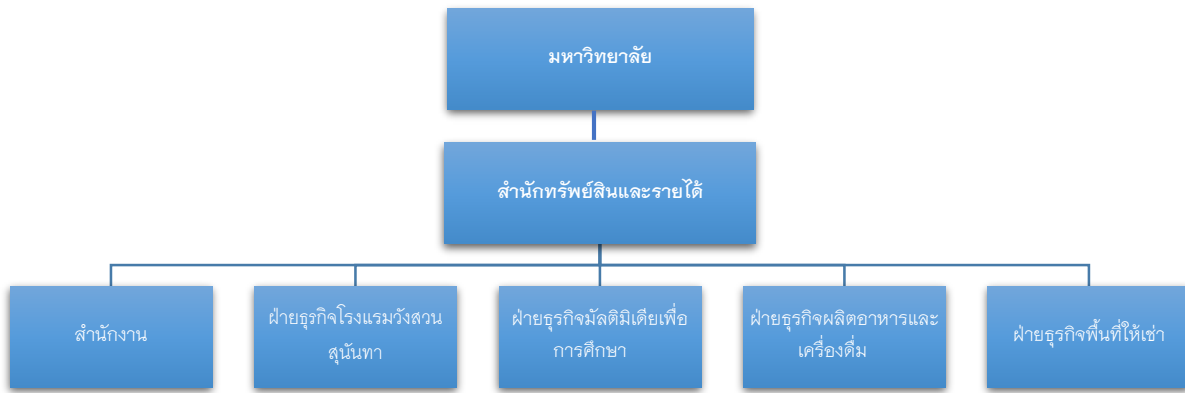 มหาวิทยาลัย
สำนักทรัพย์สินและรายได้
สำนักงาน
ฝ่ายธุรกิจโรงแรมวังสวน
สุนันทา
ฝ่ายธุรกิจมัลติมิเดียเพื่อ
การศึกษา
ฝ่ายธุรกิจผลิตอาหารและ
เครื่องดื่ม
ฝ่ายธุรกิจพื้นที่ให้เช่า